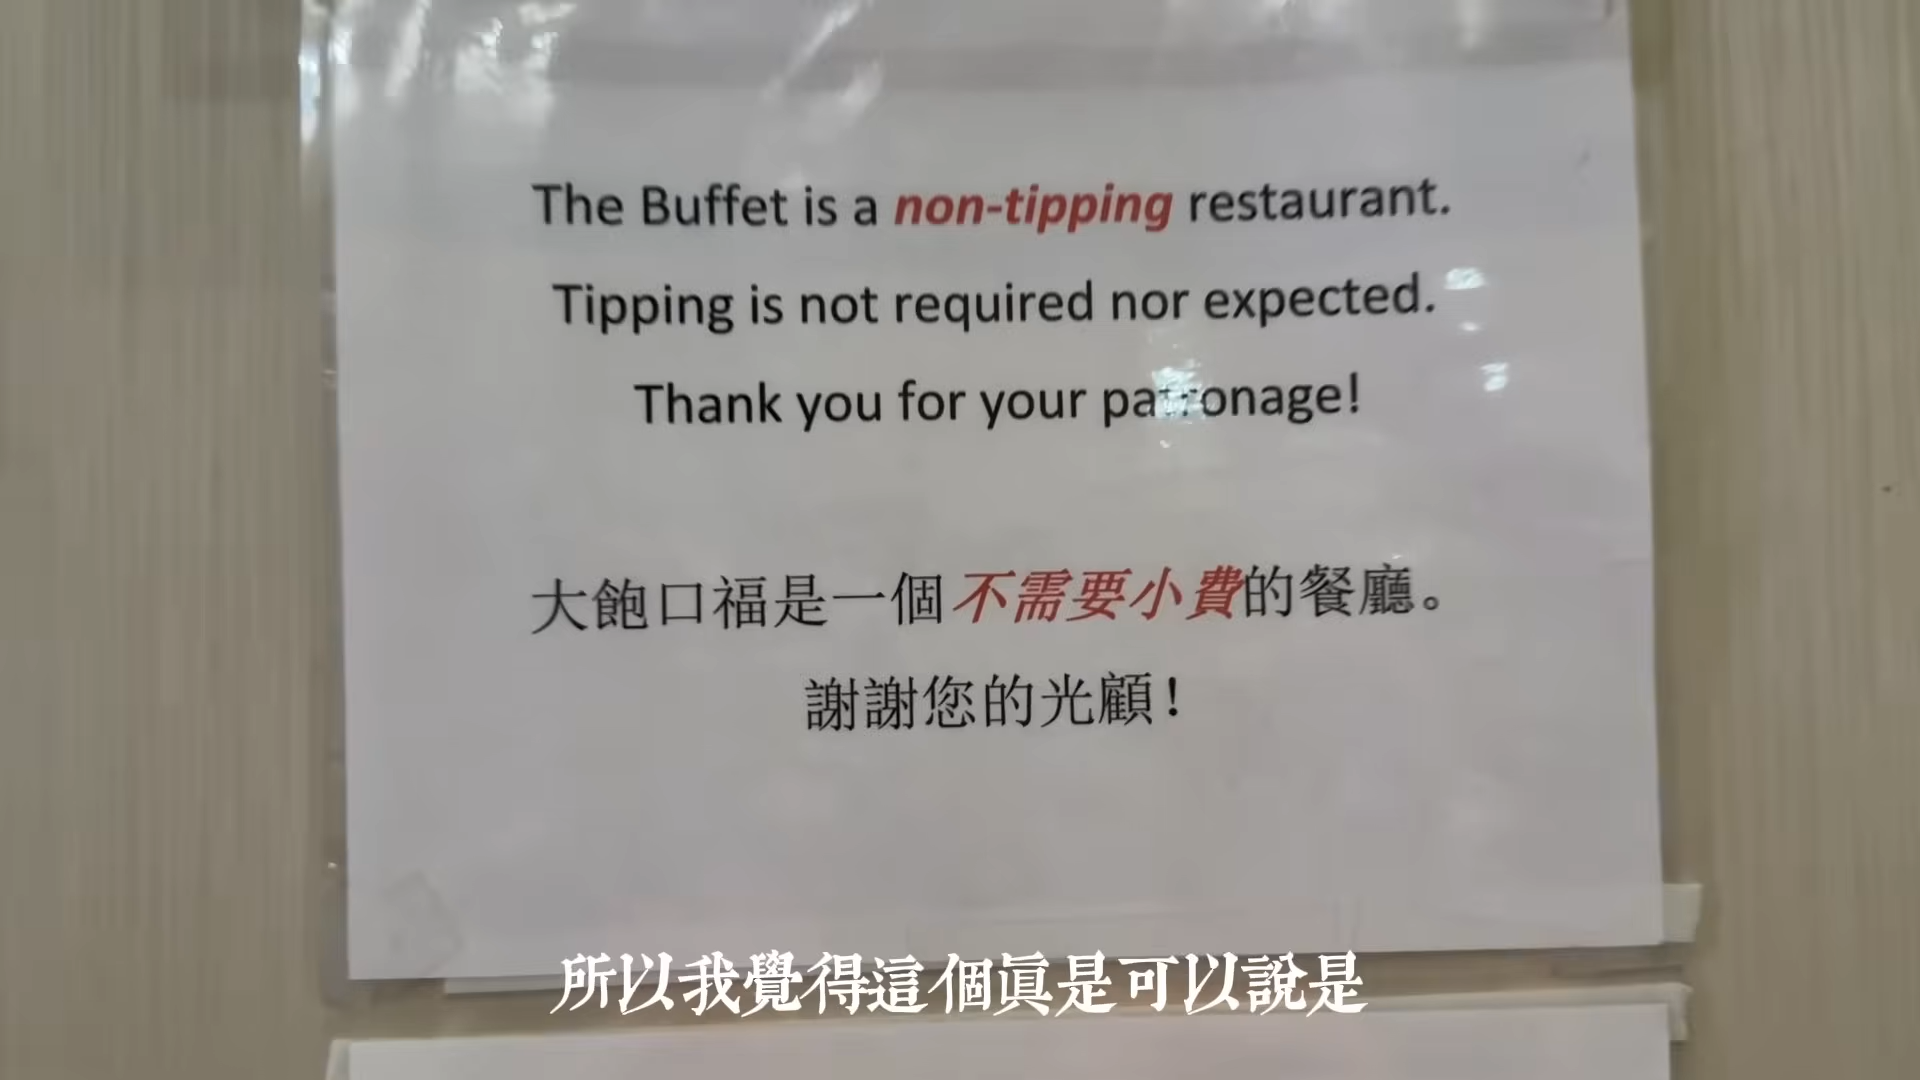 The Buffet is a non-tipping restaurant.
Tipping is not required nor expected.
Thank you for your patronage!
大飽口福是一個不需要小費的餐廳。
謝謝您的光顧！
所以我覺得這個真是可以說是